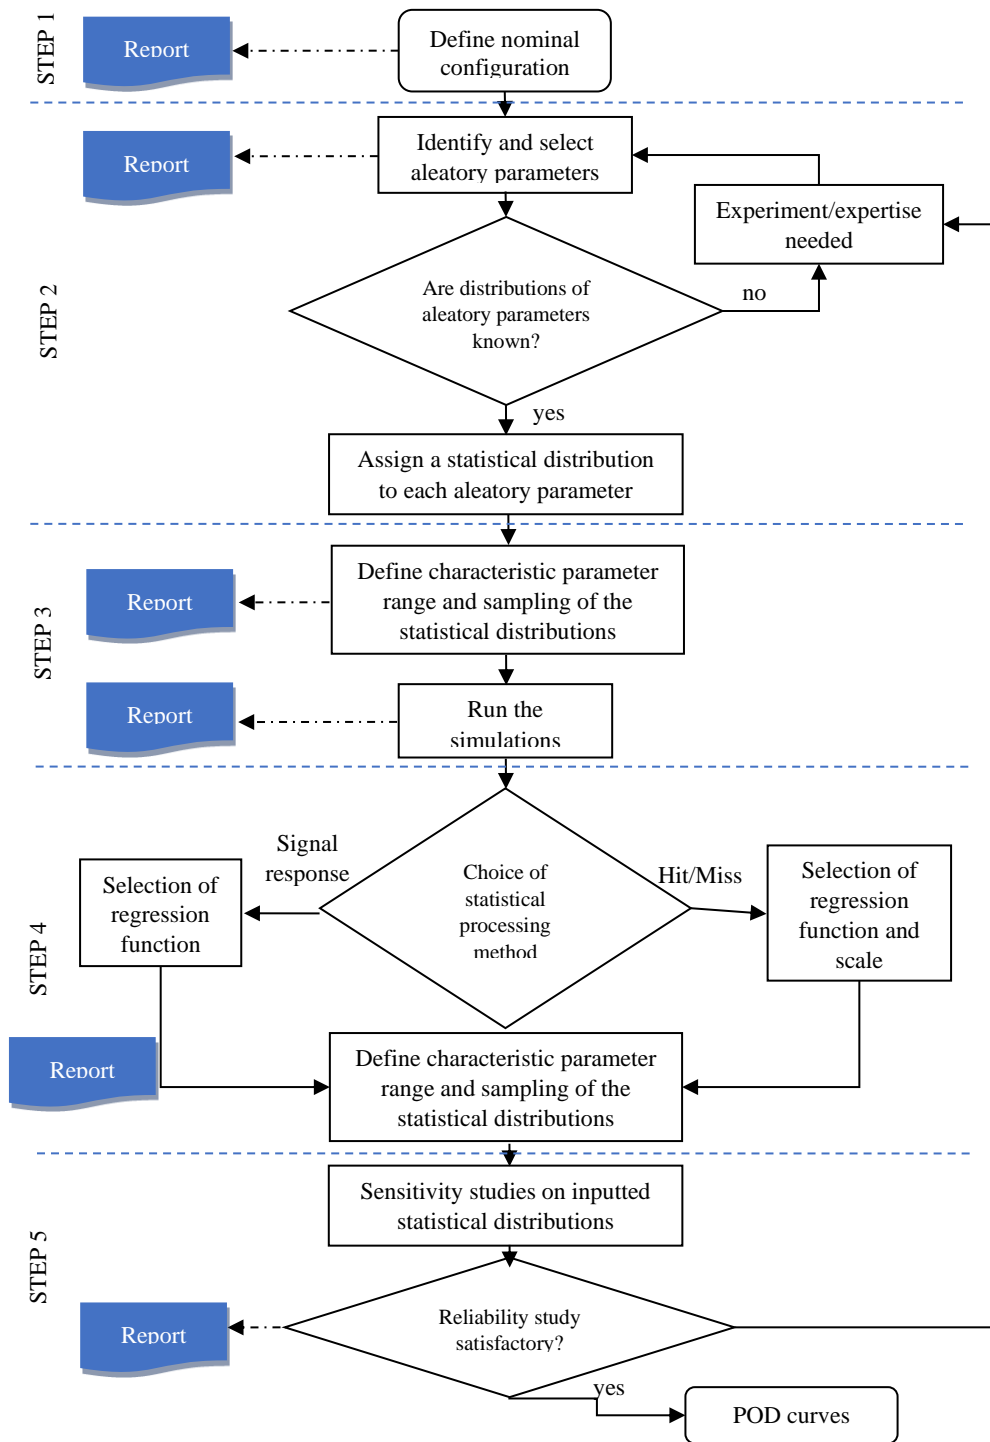 STEP 1
Report
Define nominal
configuration
Report
Identify and select
aleatory parameters
Experiment/expertise
needed
STEP 2
Are distributions of
aleatory parameters
known?
no
yes
Assign a statistical distribution
to each aleatory parameter
STEP 3
Report
Define characteristic parameter
range and sampling of the
statistical distributions
Report
Run the
simulations
STEP 4
Signal
response
Choice of
statistical
processing
method
Hit/Miss
Selection of
regression
function
Selection of
regression
function and
scale
Report
Define characteristic parameter
range and sampling of the
statistical distributions
STEP 5
Sensitivity studies on inputted
statistical distributions
Report
Reliability study
satisfactory?
yes
POD curves